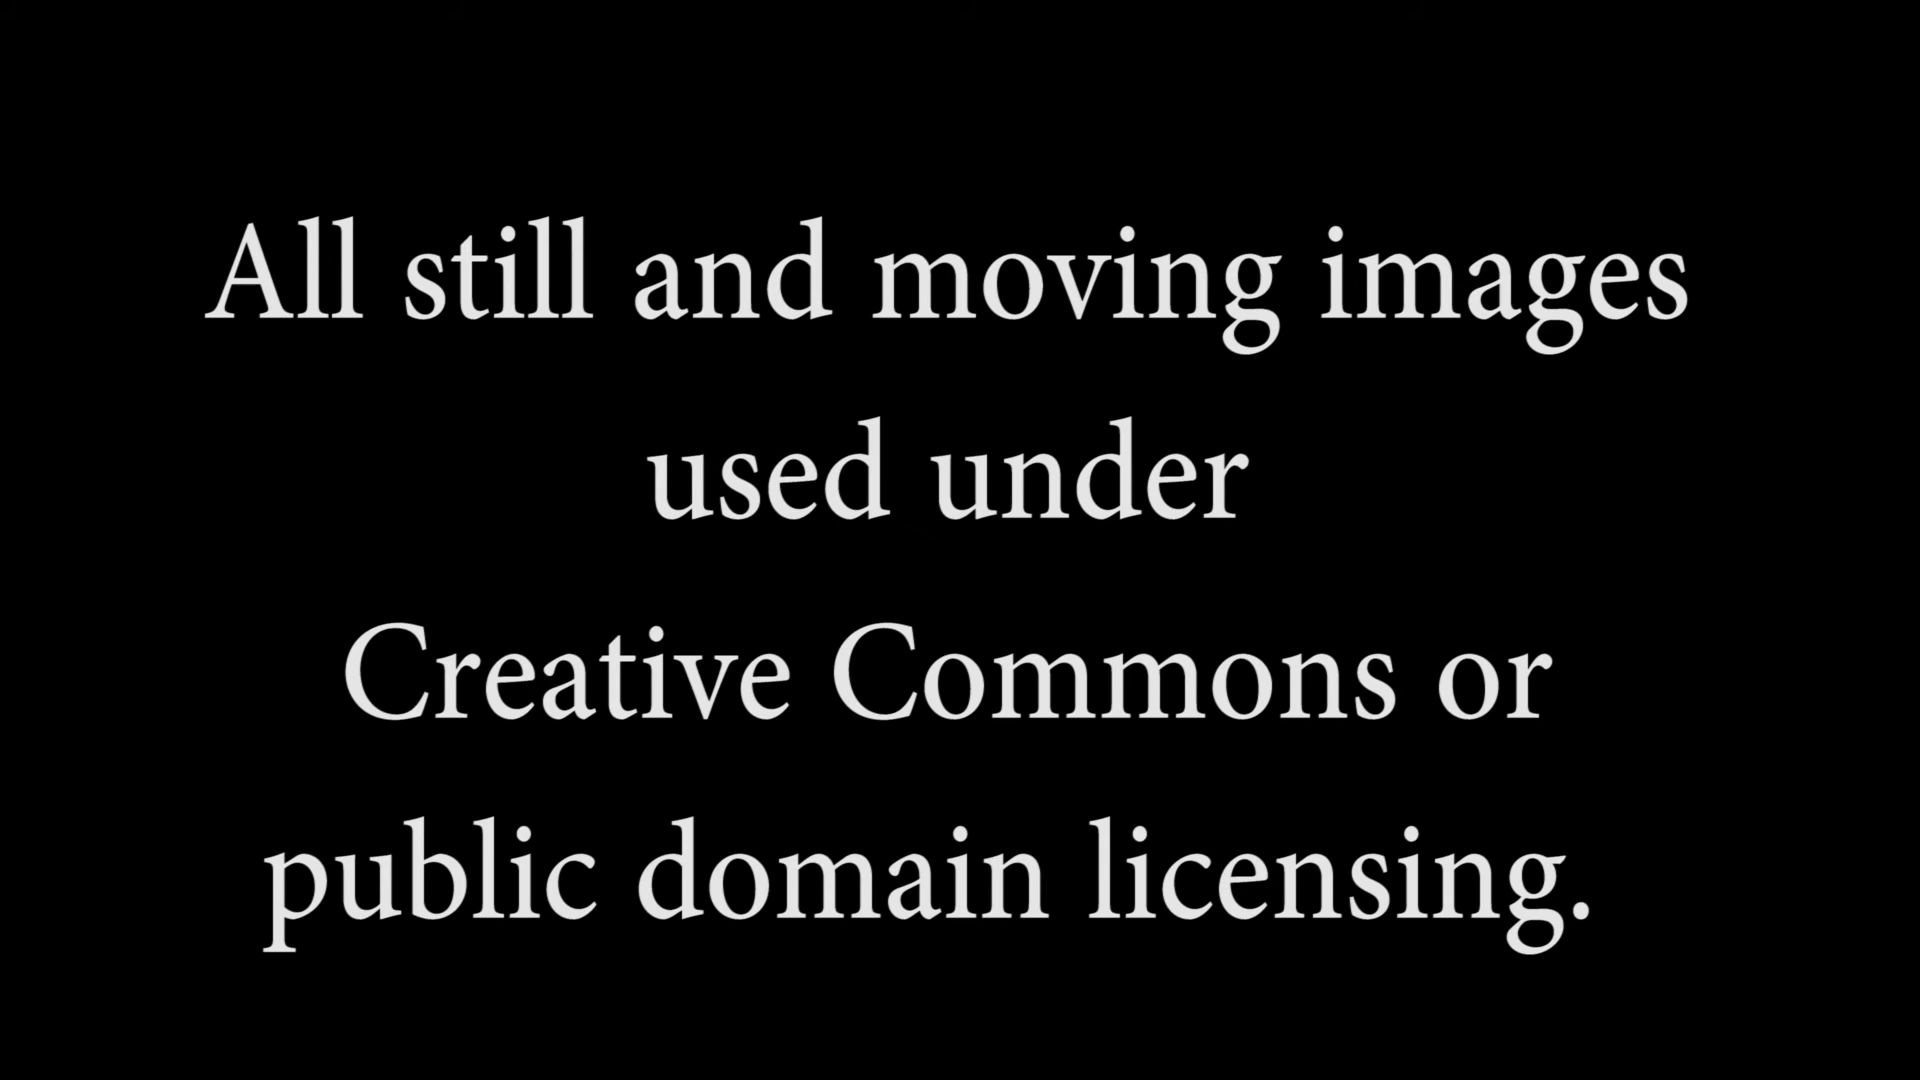 All still and moving images
used under
Creative Commons or
public domain licensing.